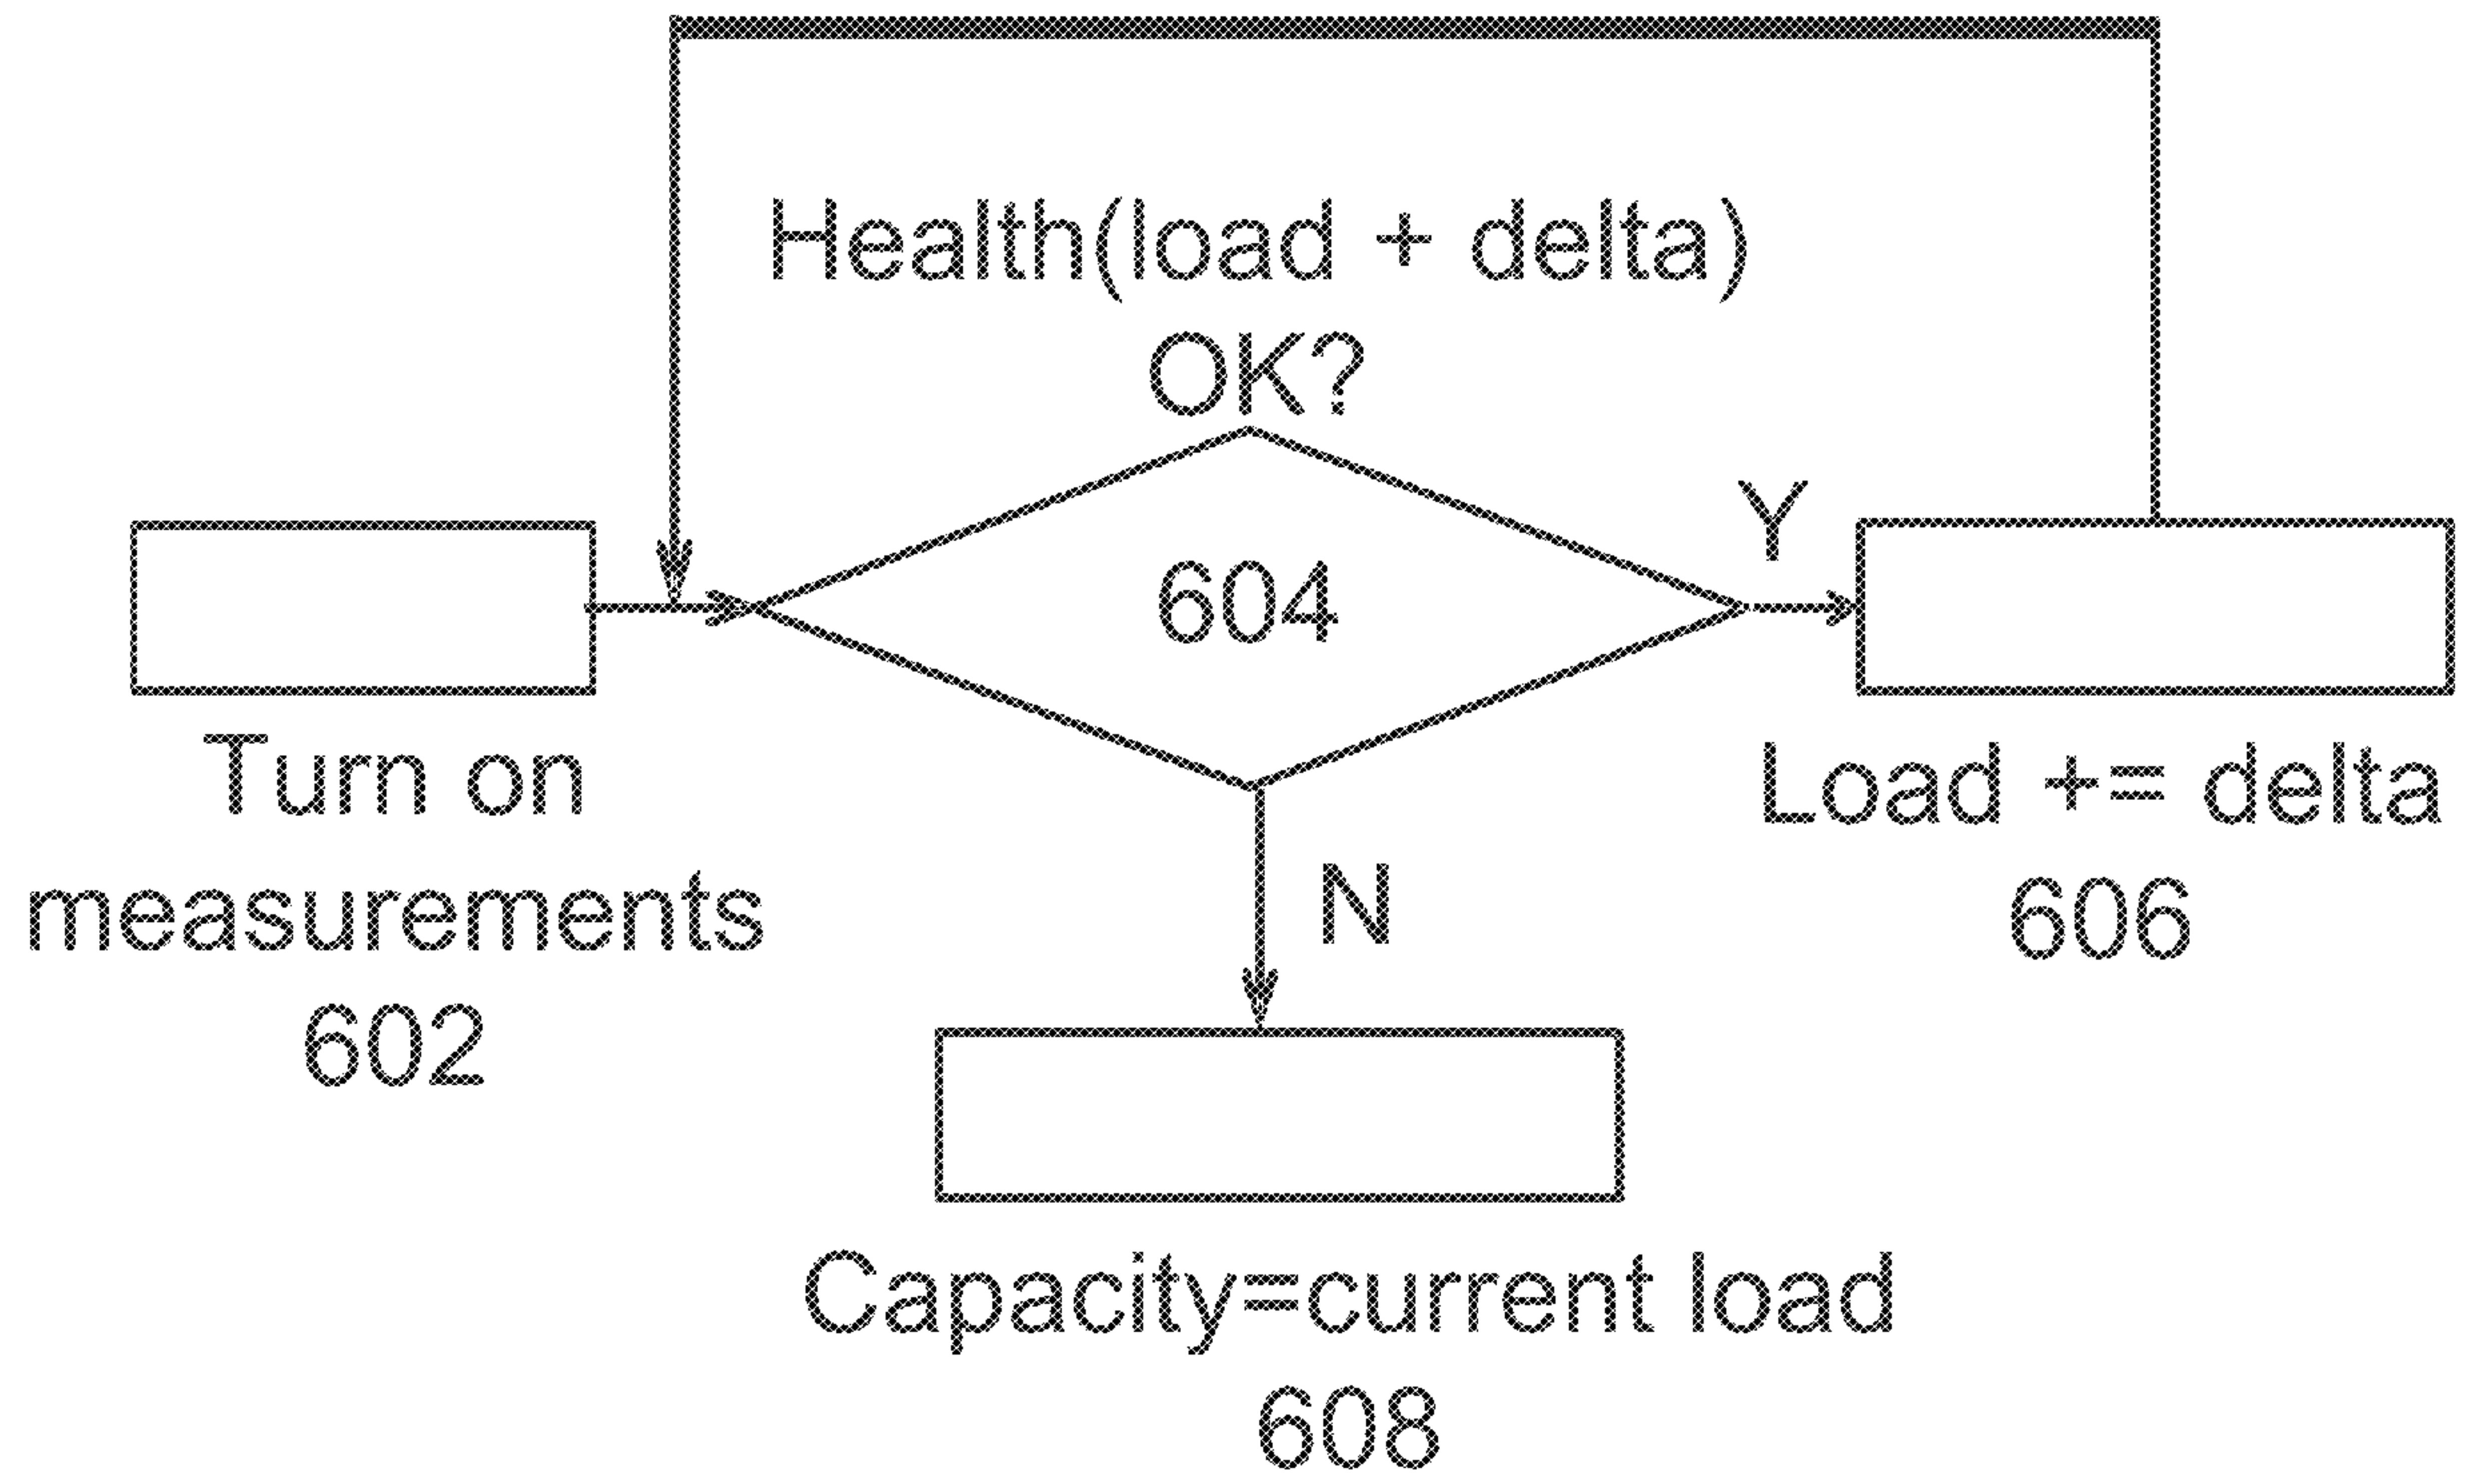 Health(load + delta)
OK?
604
Y
Turn on
measurements
602
Load += delta
606
N
Capacity=current load
608